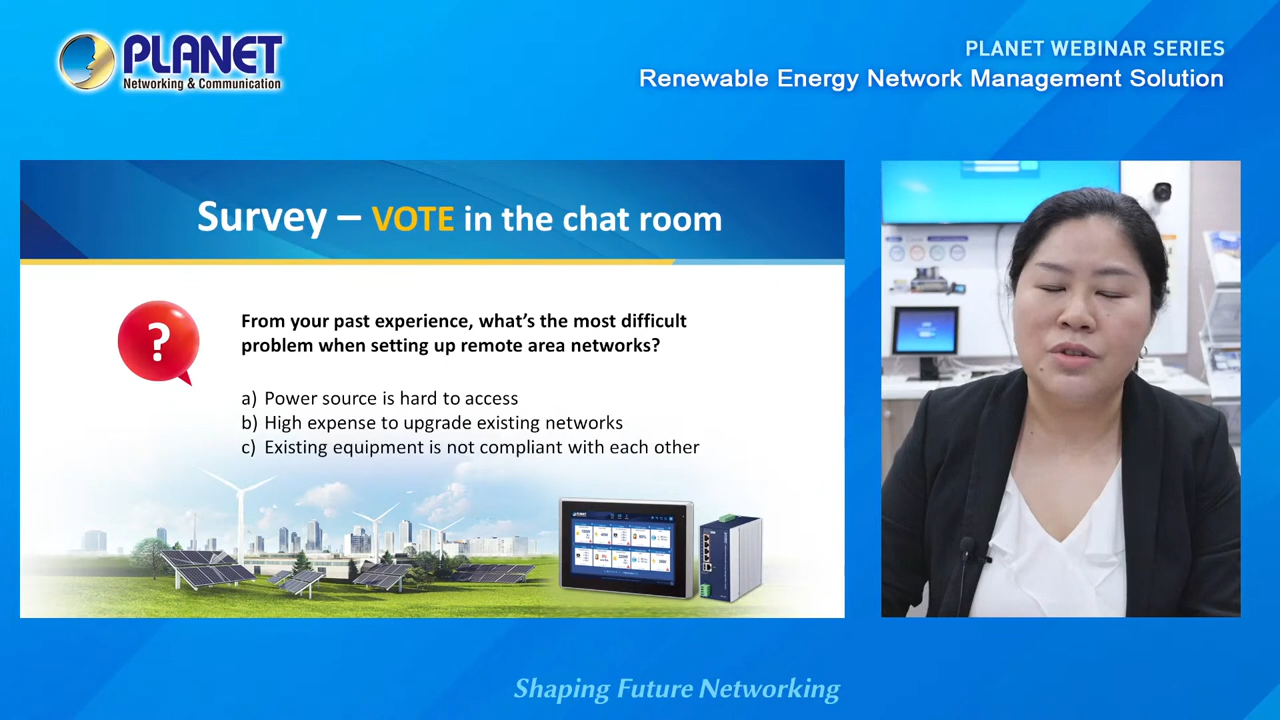 PLANET
Networking & Communication
PLANET WEBINAR SERIES
Renewable Energy Network Management Solution
Survey – VOTE in the chat room
?
From your past experience, what's the most difficult
problem when setting up remote area networks?
a) Power source is hard to access
b) High expense to upgrade existing networks
c) Existing equipment is not compliant with each other
Shaping Future Networking